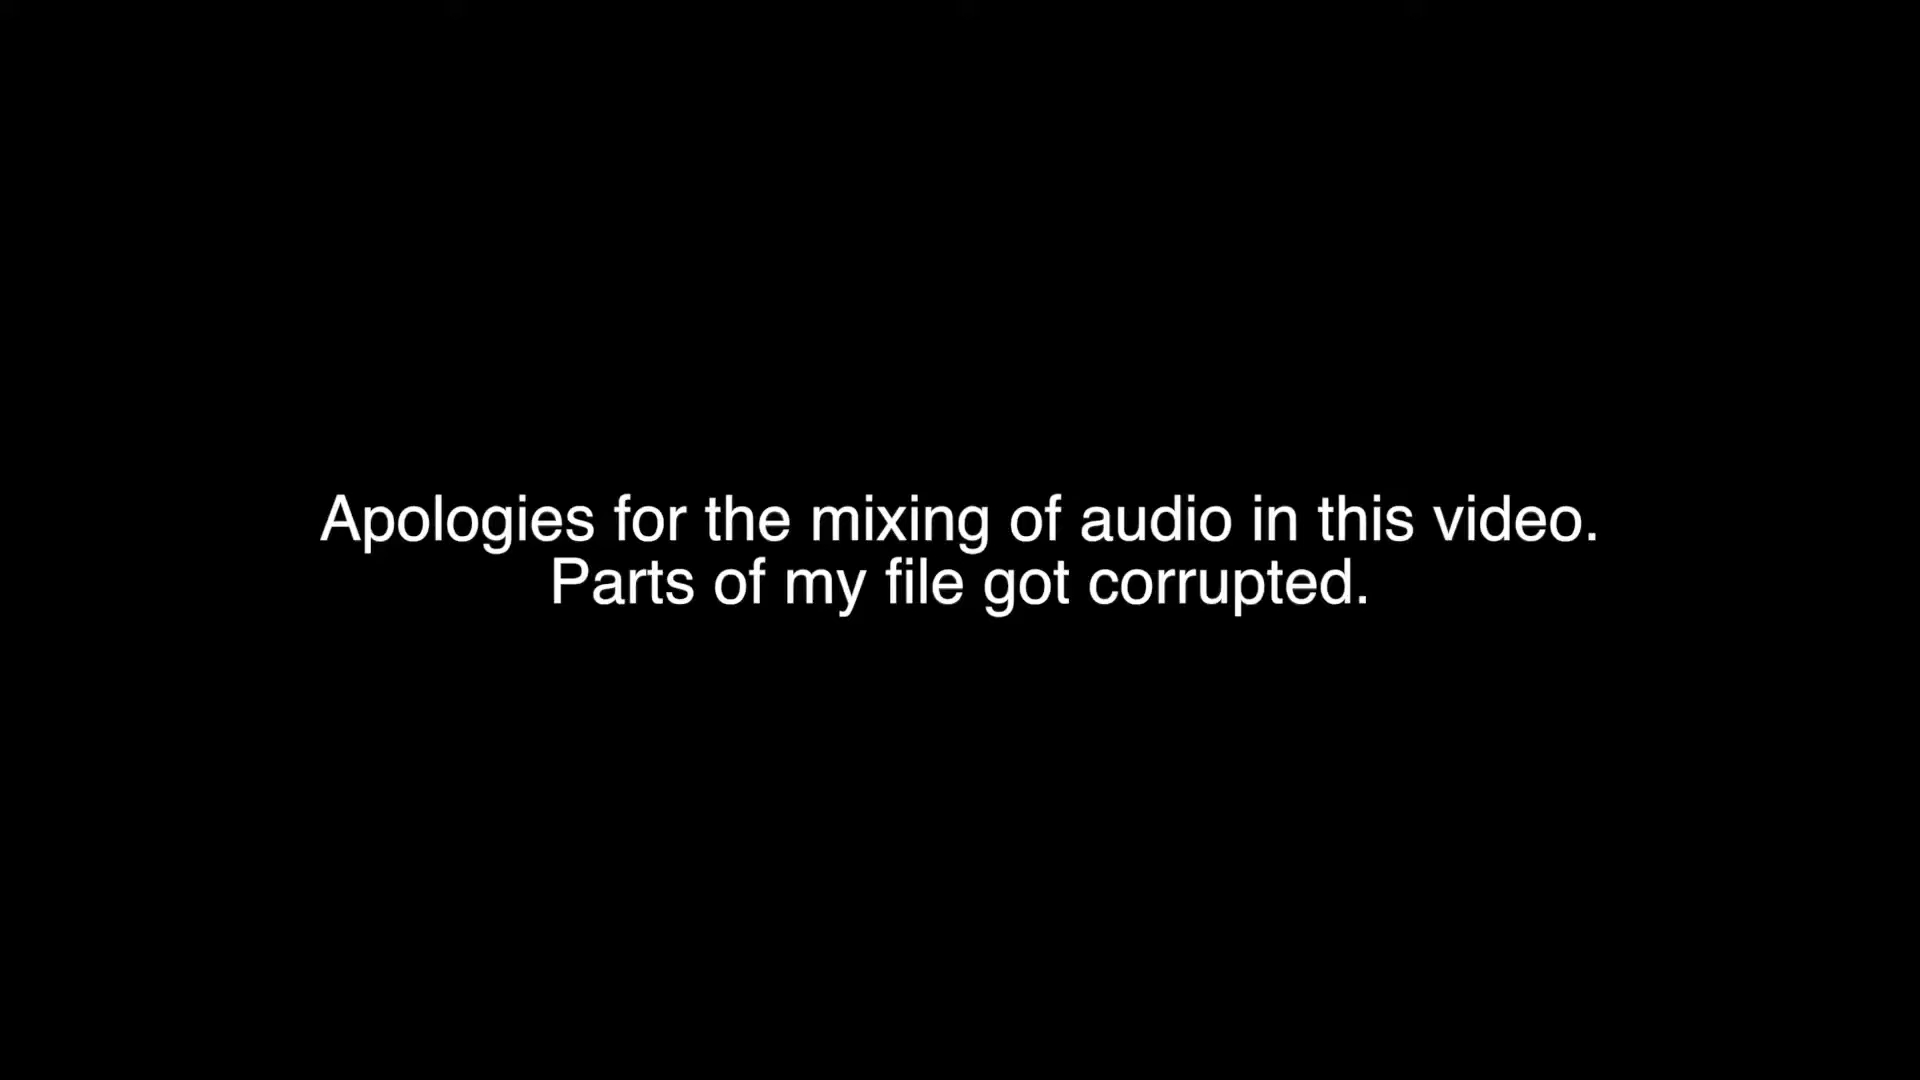 Apologies for the mixing of audio in this video.
Parts of my file got corrupted.